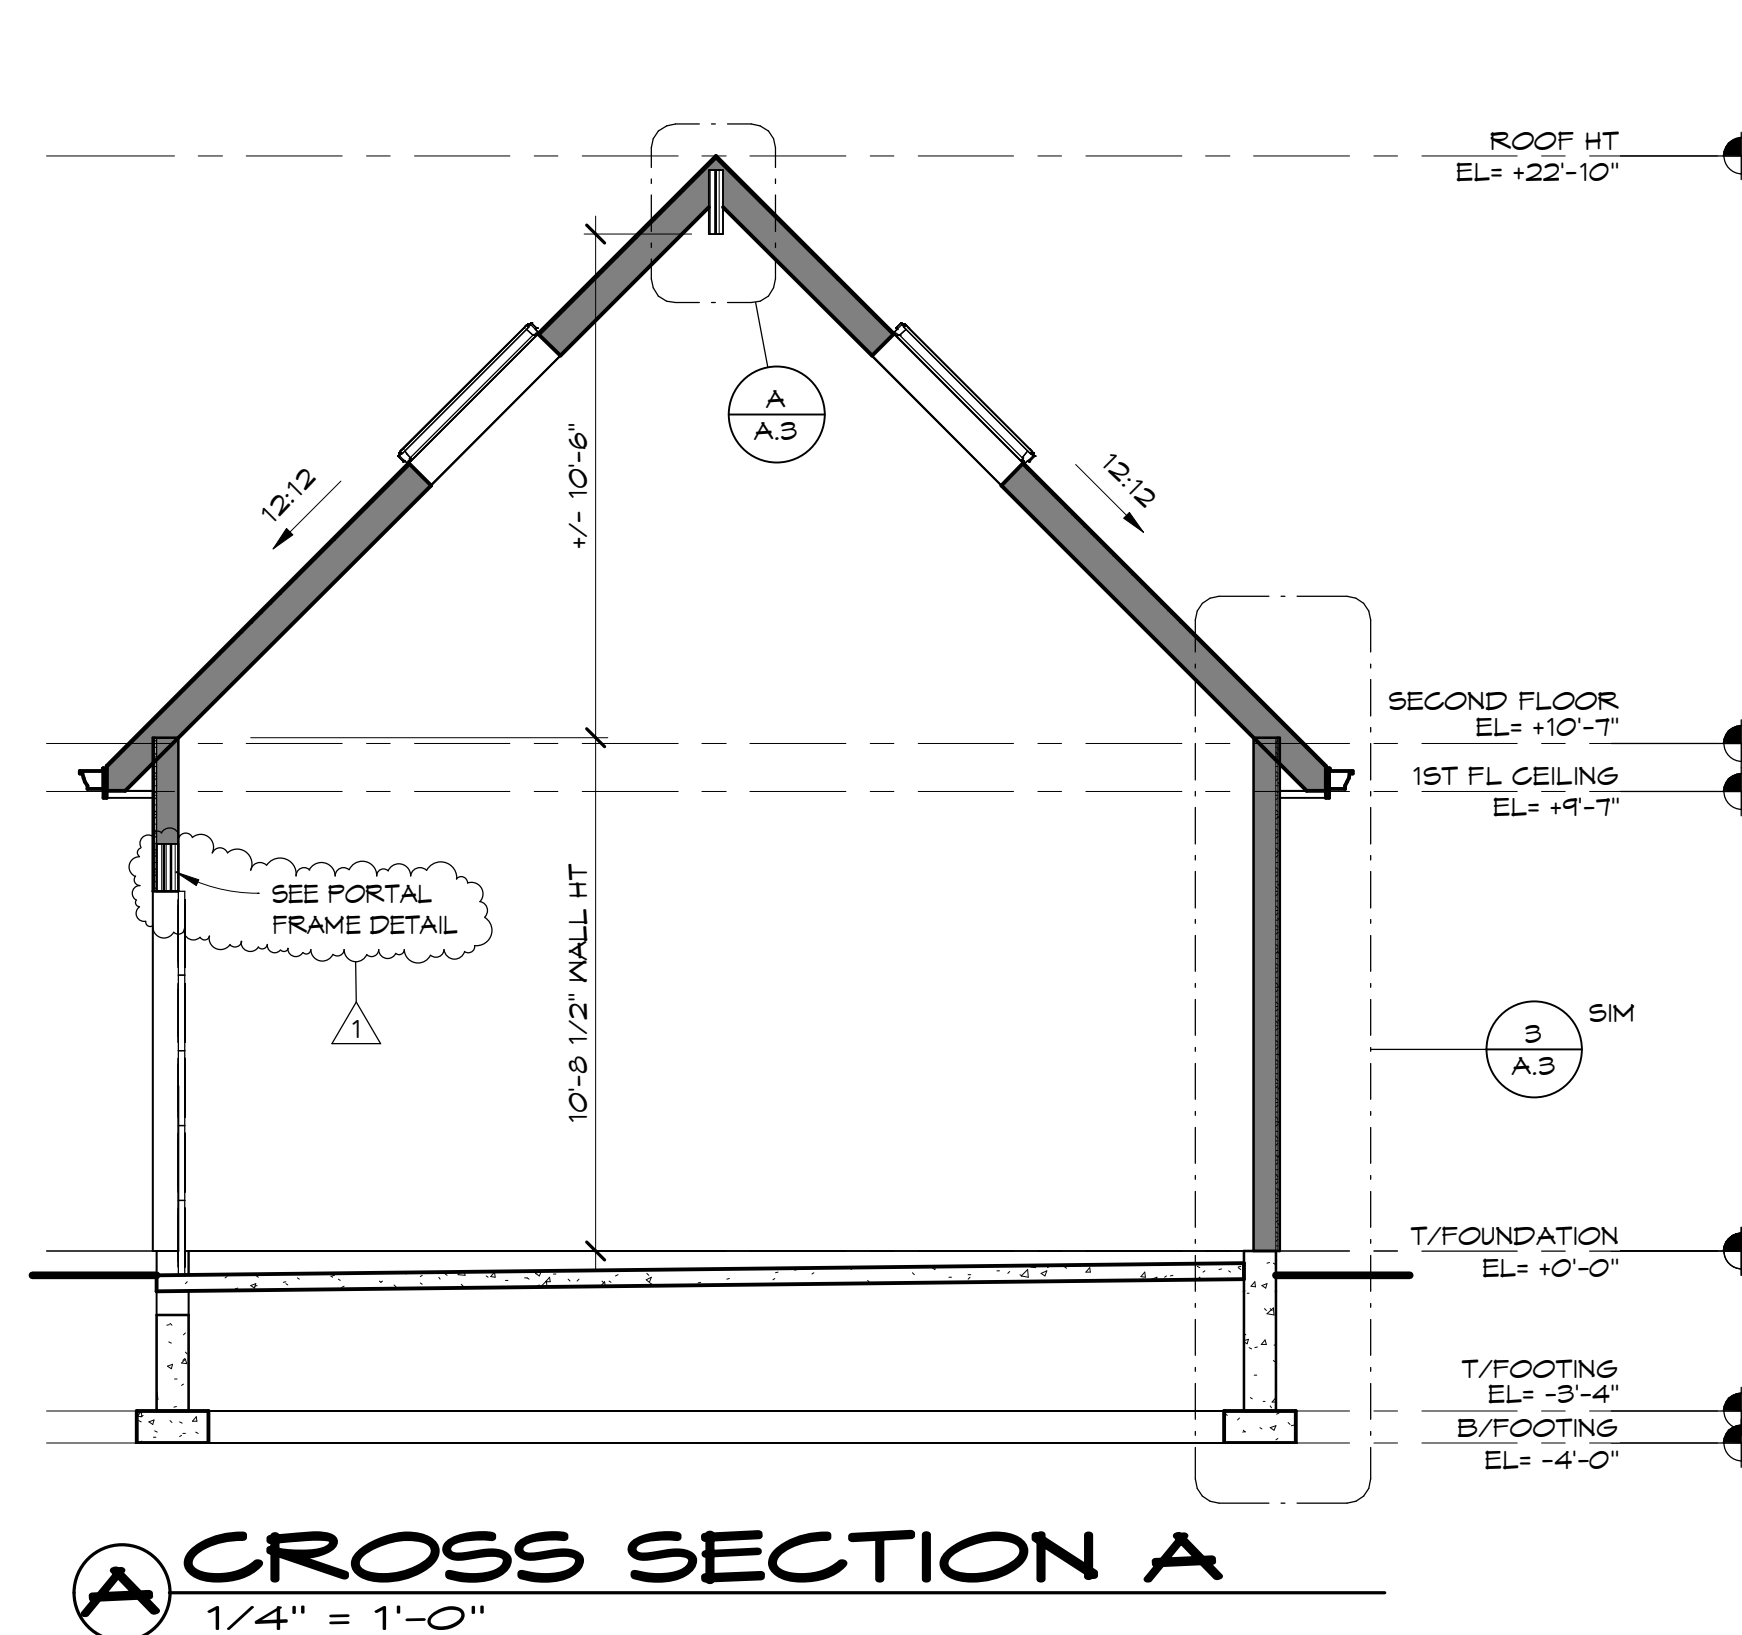 ROOF HT
EL= +22'-10"
A
A.3
12:12
12:12
+/- 10'-6"
SECOND FLOOR
EL= +10'-7"
1ST FL CEILING
EL= +9'-7"
SEE PORTAL
FRAME DETAIL
1
10'-8 1/2" WALL HT
3
A.3
SIM
T/FOUNDATION
EL= +0'-0"
T/FOOTING
EL= -3'-4"
B/FOOTING
EL= -4'-0"
A
CROSS SECTION A
1/4" = 1'-0"